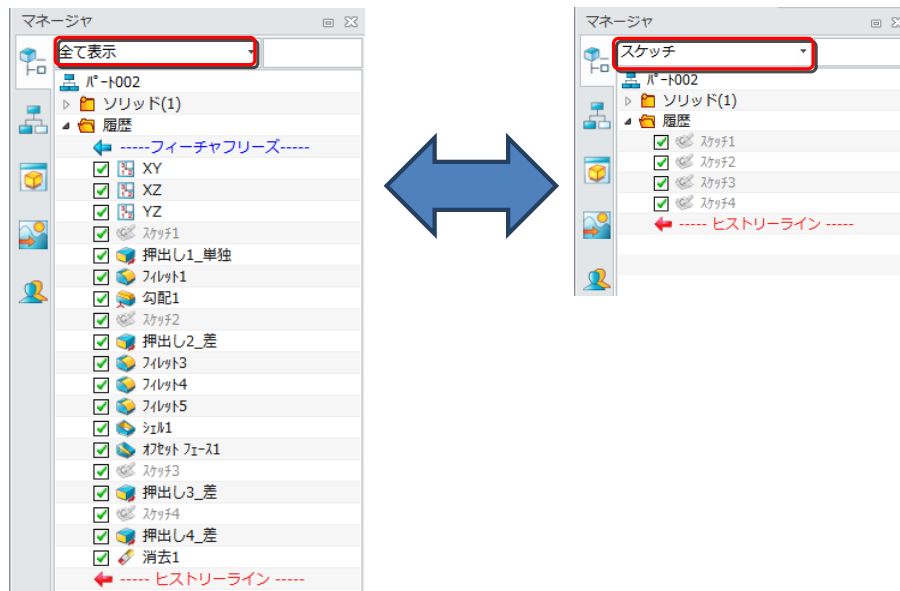 マネージャ
全て表示
ﾊﾟｰﾄ002
ソリッド(1)
履歴
-----フィーチャフリーズ-----
XY
XZ
YZ
ｽｹｯﾁ1
押出し1_単独
ﾌｨﾚｯﾄ1
勾配1
ｽｹｯﾁ2
押出し2_差
ﾌｨﾚｯﾄ3
ﾌｨﾚｯﾄ4
ﾌｨﾚｯﾄ5
ｼｪﾙ1
ｵﾌｾｯﾄ ﾌｪｰｽ1
ｽｹｯﾁ3
押出し3_差
ｽｹｯﾁ4
押出し4_差
消去1
----- ヒストリーライン -----
マネージャ
スケッチ
ﾊﾟｰﾄ002
ソリッド(1)
履歴
ｽｹｯﾁ1
ｽｹｯﾁ2
ｽｹｯﾁ3
ｽｹｯﾁ4
----- ヒストリーライン -----